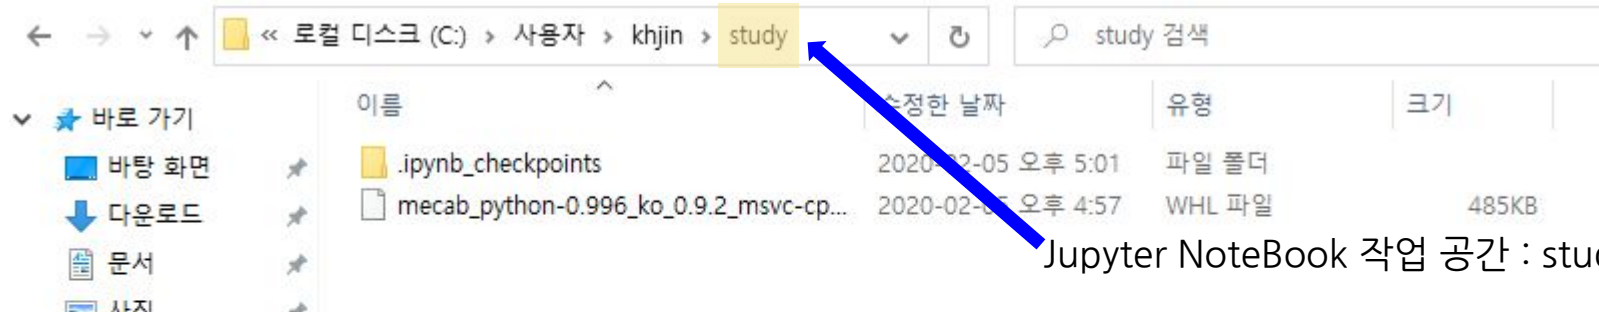 « 로컬 디스크 (C:) › 사용자 › khjin › study
study 검색
이름 수정한 날짜 유형 크기
바로 가기
바탕 화면
다운로드
문서
사진
.ipynb_checkpoints 2020-02-05 오후 5:01 파일 폴더
mecab_python-0.996_ko_0.9.2_msvc-cp... 2020-02-05 오후 4:57 WHL 파일 485KB
Jupyter NoteBook 작업 공간 :